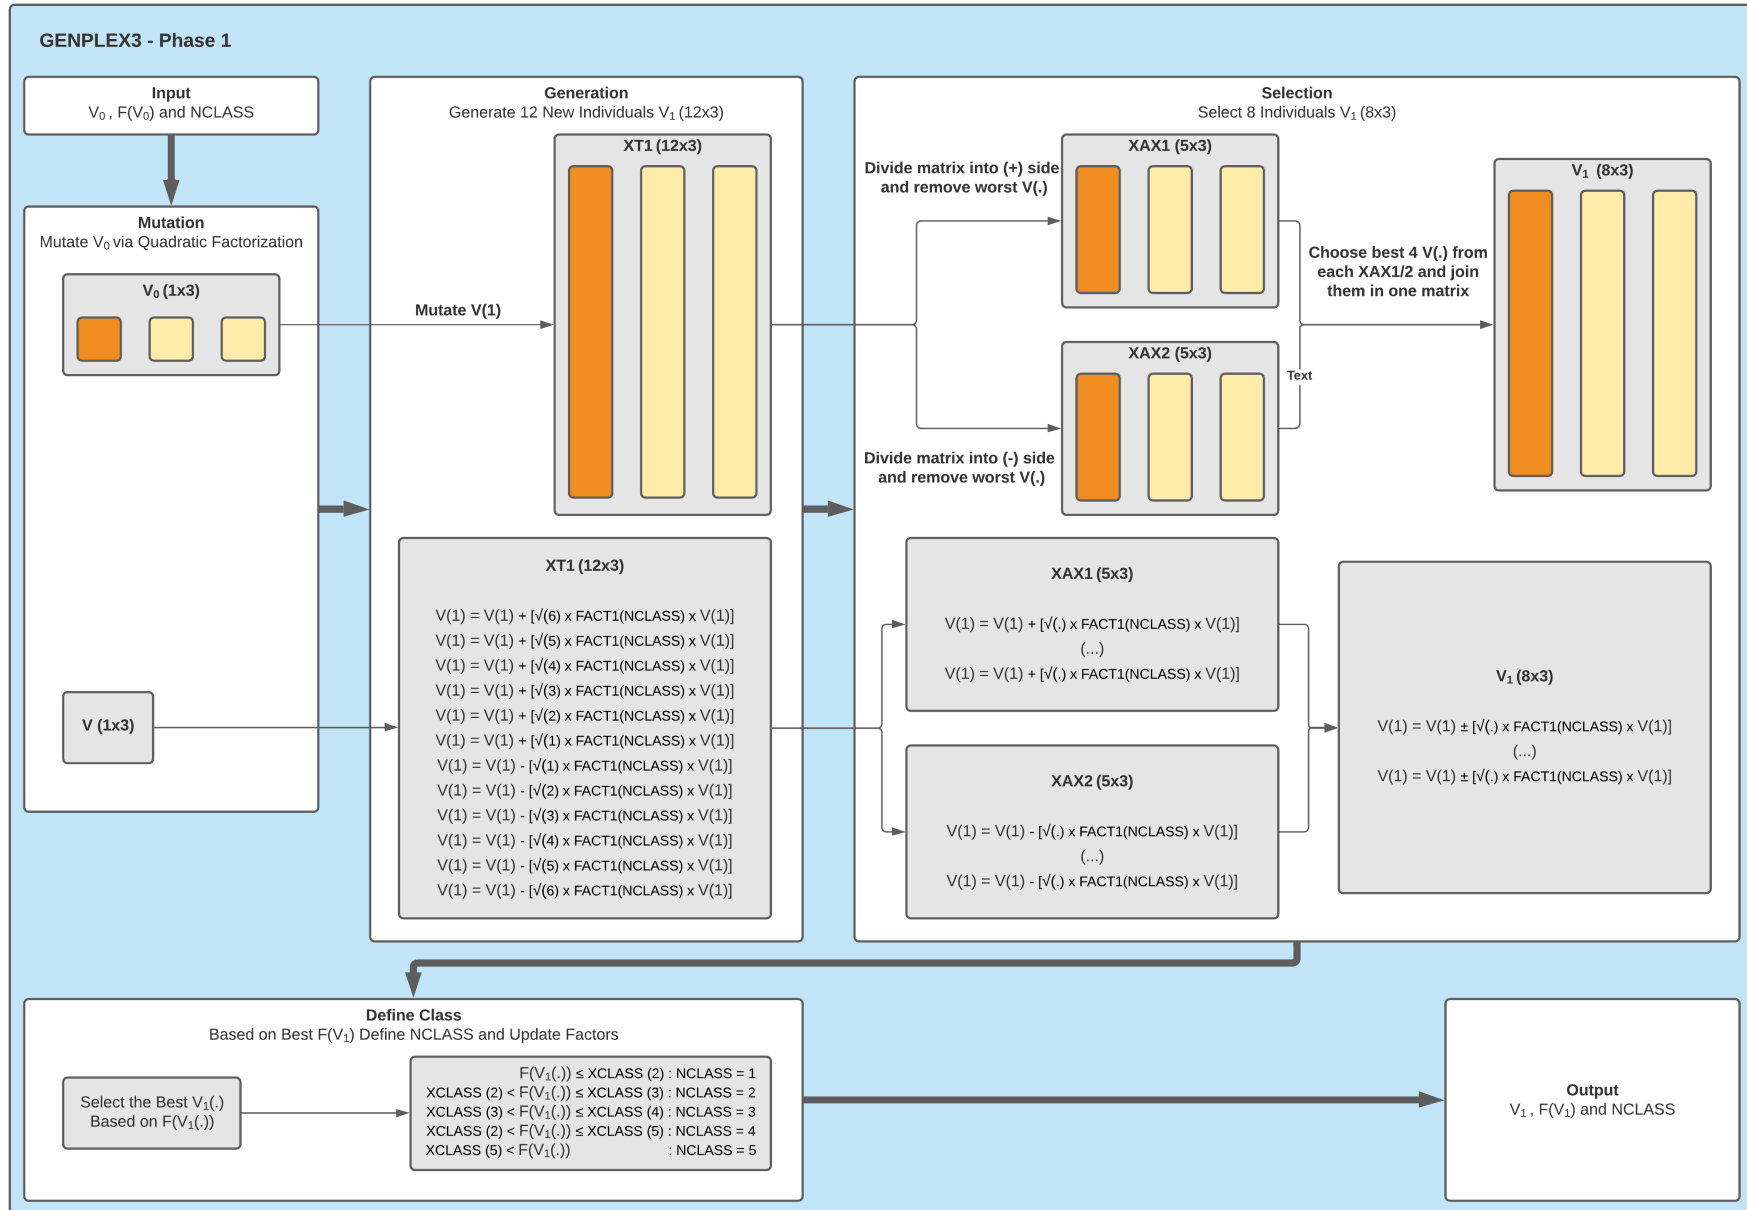 GENPLEX3 - Phase 1
Input
V₀ , F(V₀) and NCLASS
Mutation
Mutate V₀ via Quadratic Factorization
V₀ (1x3)
V (1x3)
Mutate V(1)
Generation
Generate 12 New Individuals V₁ (12x3)
XT1 (12x3)
XT1 (12x3)
V(1) = V(1) + [√(6) x FACT1(NCLASS) x V(1)]
V(1) = V(1) + [√(5) x FACT1(NCLASS) x V(1)]
V(1) = V(1) + [√(4) x FACT1(NCLASS) x V(1)]
V(1) = V(1) + [√(3) x FACT1(NCLASS) x V(1)]
V(1) = V(1) + [√(2) x FACT1(NCLASS) x V(1)]
V(1) = V(1) + [√(1) x FACT1(NCLASS) x V(1)]
V(1) = V(1) - [√(1) x FACT1(NCLASS) x V(1)]
V(1) = V(1) - [√(2) x FACT1(NCLASS) x V(1)]
V(1) = V(1) - [√(3) x FACT1(NCLASS) x V(1)]
V(1) = V(1) - [√(4) x FACT1(NCLASS) x V(1)]
V(1) = V(1) - [√(5) x FACT1(NCLASS) x V(1)]
V(1) = V(1) - [√(6) x FACT1(NCLASS) x V(1)]
Selection
Select 8 Individuals V₁ (8x3)
Divide matrix into (+) side
and remove worst V(.)
XAX1 (5x3)
XAX2 (5x3)
Divide matrix into (-) side
and remove worst V(.)
Text
Choose best 4 V(.) from
each XAX1/2 and join
them in one matrix
V₁ (8x3)
XAX1 (5x3)
V(1) = V(1) + [√(.) x FACT1(NCLASS) x V(1)]
(...)
V(1) = V(1) + [√(.) x FACT1(NCLASS) x V(1)]
XAX2 (5x3)
V(1) = V(1) - [√(.) x FACT1(NCLASS) x V(1)]
(...)
V(1) = V(1) - [√(.) x FACT1(NCLASS) x V(1)]
V₁ (8x3)
V(1) = V(1) ± [√(.) x FACT1(NCLASS) x V(1)]
(...)
V(1) = V(1) ± [√(.) x FACT1(NCLASS) x V(1)]
Define Class
Based on Best F(V₁) Define NCLASS and Update Factors
Select the Best V₁(.)
Based on F(V₁(.))
F(V₁(.)) ≤ XCLASS (2) : NCLASS = 1
XCLASS (2) < F(V₁(.)) ≤ XCLASS (3) : NCLASS = 2
XCLASS (3) < F(V₁(.)) ≤ XCLASS (4) : NCLASS = 3
XCLASS (2) < F(V₁(.)) ≤ XCLASS (5) : NCLASS = 4
XCLASS (5) < F(V₁(.)) : NCLASS = 5
Output
V₁ , F(V₁) and NCLASS